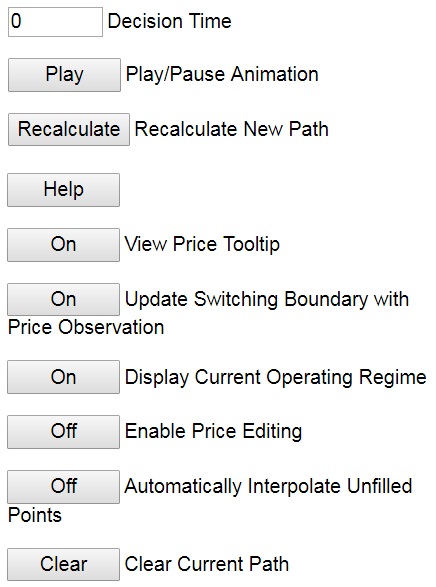 0 Decision Time
Play Play/Pause Animation
Recalculate Recalculate New Path
Help
On View Price Tooltip
On Update Switching Boundary with
Price Observation
On Display Current Operating Regime
Off Enable Price Editing
Off Automatically Interpolate Unfilled
Points
Clear Clear Current Path